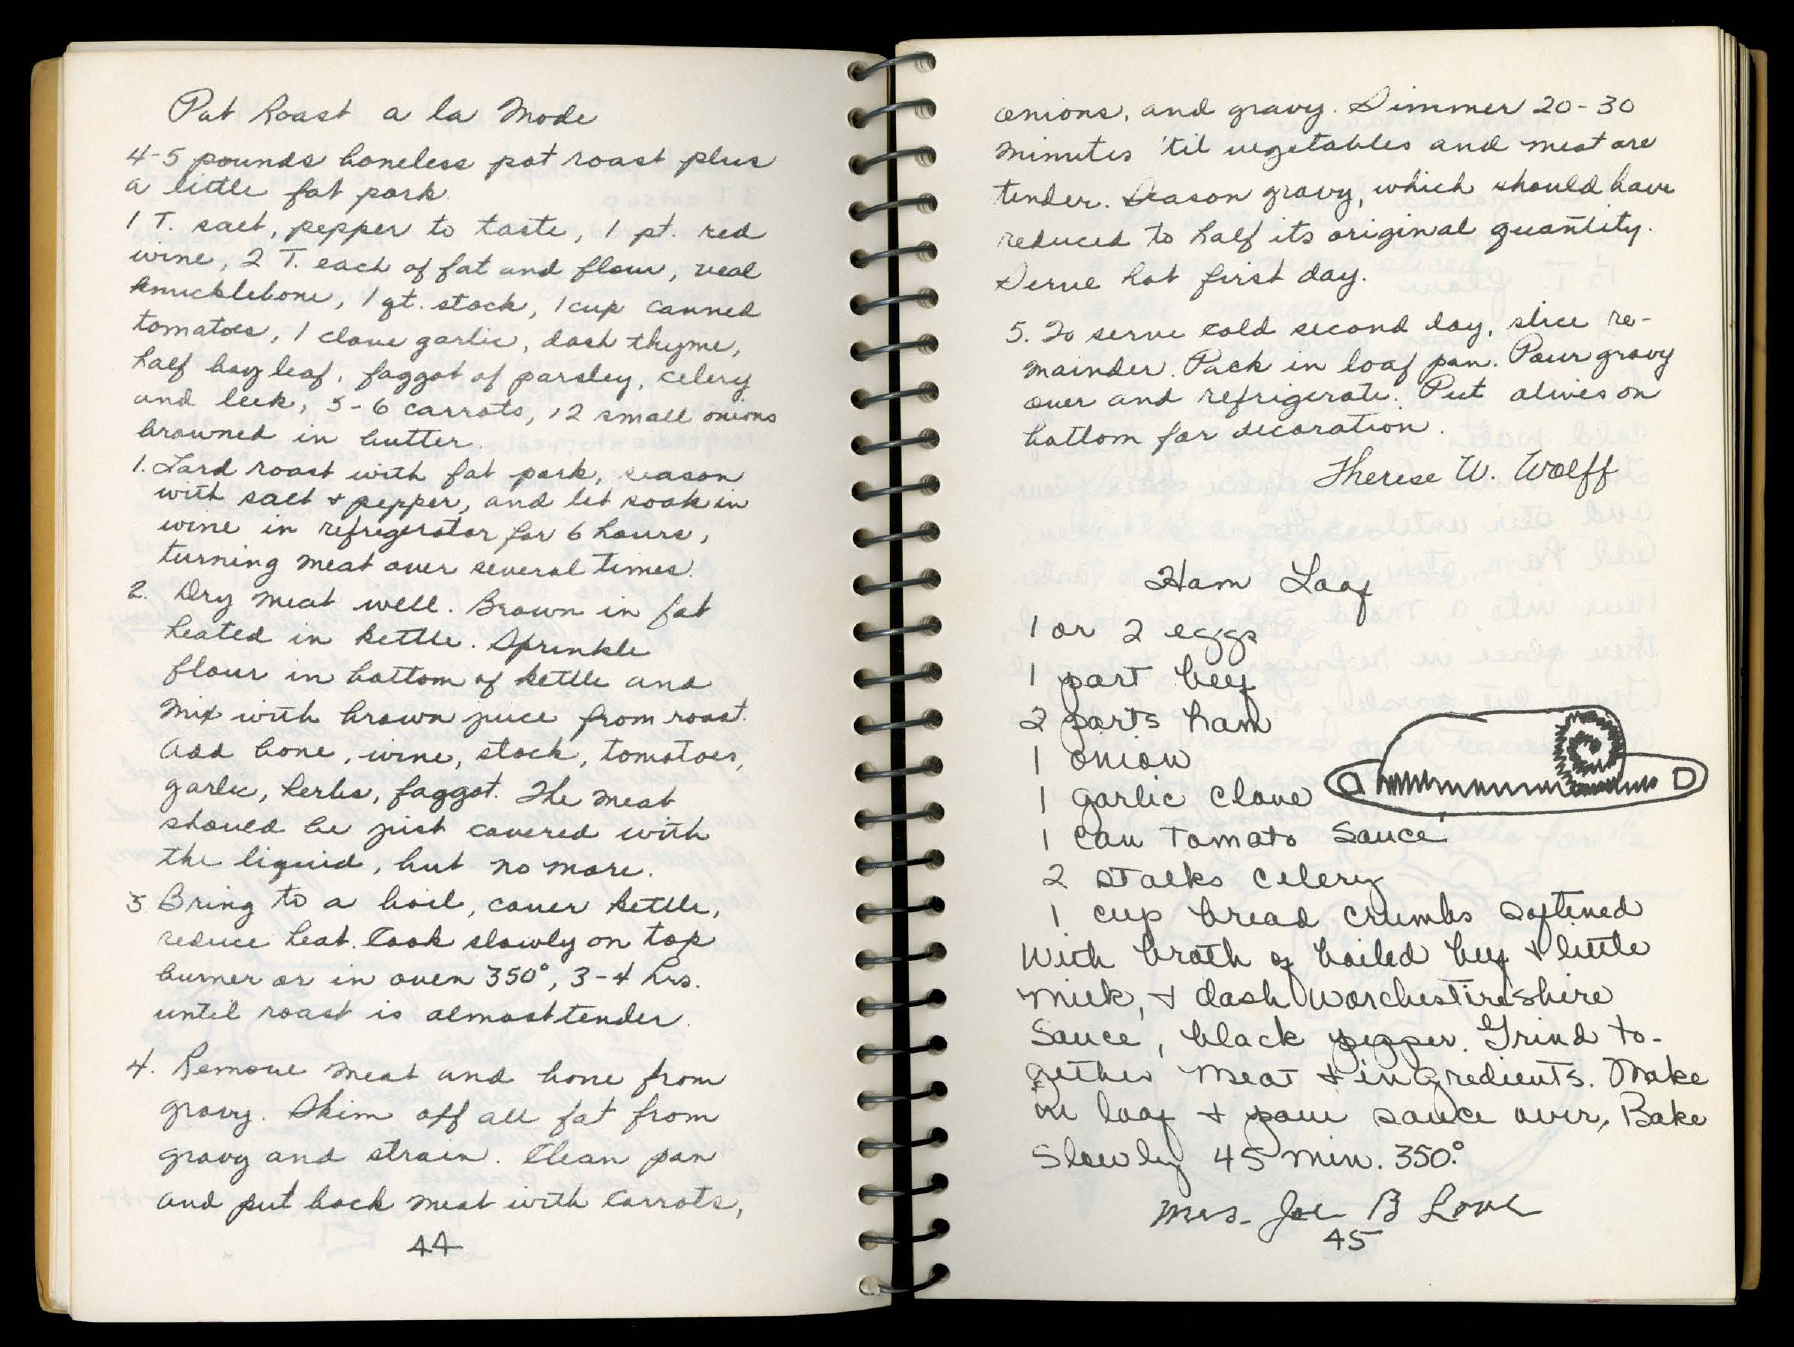 Pot Roast a la Mode
4-5 pounds boneless pot roast plus
a little fat pork
1 T. salt, pepper to taste, 1 pt. red
wine, 2 T. each of fat and flour, veal
knucklebone, 1 qt. stock, 1 cup canned
tomatoes, 1 clove garlic, dash thyme,
half bay leaf, faggot of parsley, celery
and leek, 5-6 carrots, 12 small onions
browned in butter.
1. Lard roast with fat pork, season
with salt + pepper, and let soak in
wine in refrigerator for 6 hours,
turning meat over several times.
2. Dry meat well. Brown in fat
heated in kettle. Sprinkle
flour in bottom of kettle and
mix with brown juice from roast.
Add bone, wine, stock, tomatoes,
garlic, herbs, faggot. The meat
should be just covered with
the liquid, but no more.
3 Bring to a boil, cover kettle,
reduce heat. Cook slowly on top
burner or in oven 350°, 3-4 hrs.
until roast is almost tender.
4. Remove meat and bone from
gravy. Skim off all fat from
gravy and strain. Clean pan
and put back meat with carrots,
44
onions, and gravy. Simmer 20-30
minutes 'til vegetables and meat are
tender. Season gravy, which should have
reduced to half its original quantity.
Serve hot first day.
5. To serve cold second day, slice re-
mainder. Pack in loaf pan. Pour gravy
over and refrigerate. Put olives on
bottom for decoration.
Therese W. Wolff
Ham Loaf
1 or 2 eggs
1 part beef
2 parts ham
1 onion
1 garlic clove
1 can tomato sauce
2 stalks celery
1 cup bread crumbs softened
with broth of boiled beef + little
milk, + dash Worchestireshire
Sauce, black pepper. Grind to-
gether meat + ingredients. Make
in loaf + pour sauce over, Bake
slowly 45 min. 350°.
Mrs. Joe B Love
45